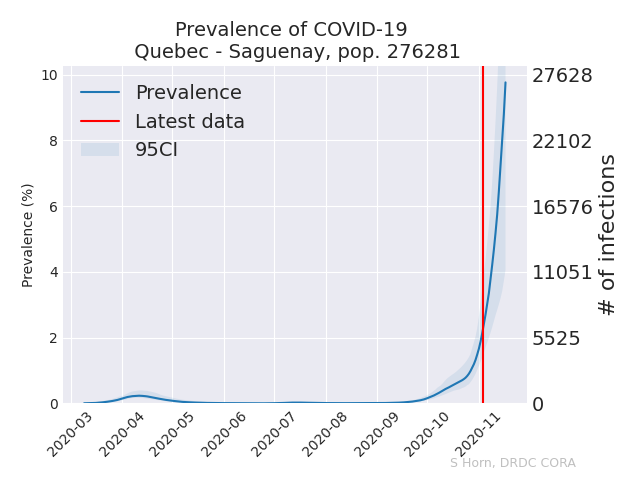 Prevalence of COVID-19
Quebec - Saguenay, pop. 276281
Prevalence
Latest data
95CI
Prevalence (%)
10
8
6
4
2
0
27628
22102
16576
11051
5525
0
# of infections
2020-03
2020-04
2020-05
2020-06
2020-07
2020-08
2020-09
2020-10
2020-11
S Horn, DRDC CORA